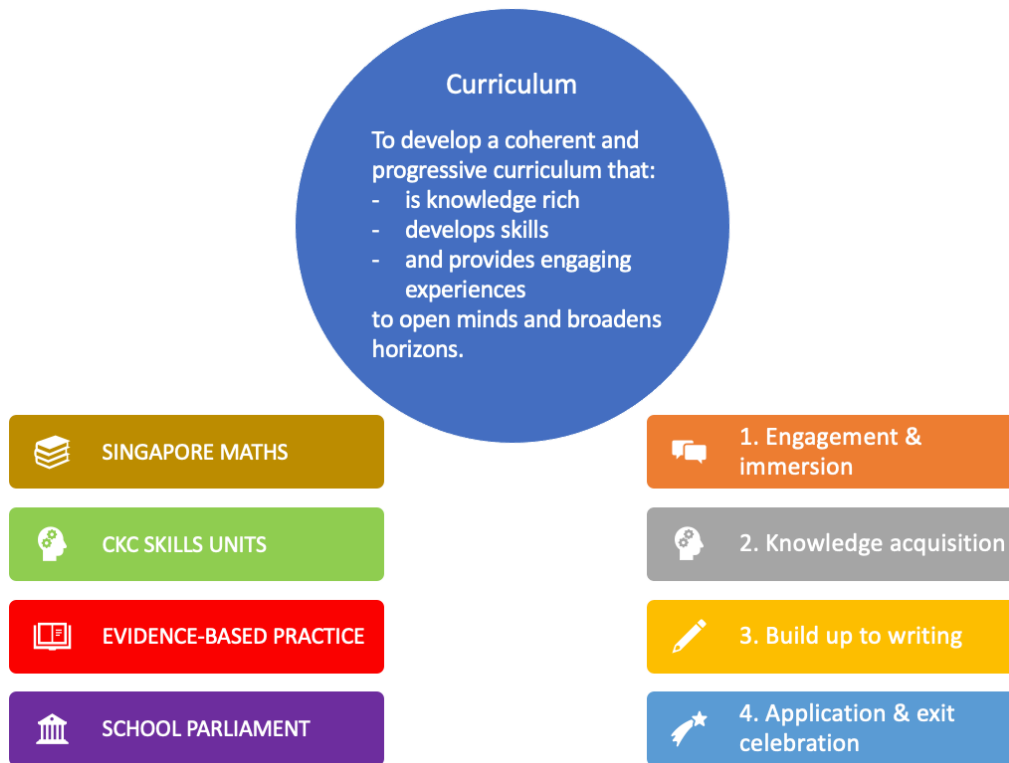 Curriculum
To develop a coherent and
progressive curriculum that:
- is knowledge rich
- develops skills
- and provides engaging
experiences
to open minds and broadens
horizons.
SINGAPORE MATHS
CKC SKILLS UNITS
EVIDENCE-BASED PRACTICE
SCHOOL PARLIAMENT
1. Engagement &
immersion
2. Knowledge acquisition
3. Build up to writing
4. Application & exit
celebration